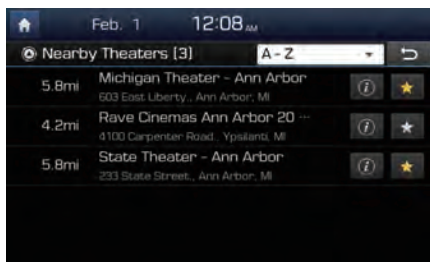 Feb. 1 12:08 AM
Nearby Theaters (3) A-Z
5.8mi Michigan Theater - Ann Arbor
603 East Liberty., Ann Arbor, MI
4.2mi Rave Cinemas Ann Arbor 20 ···
4100 Carpenter Road., Ypsilanti, MI
5.8mi State Theater - Ann Arbor
233 State Street., Ann Arbor, MI